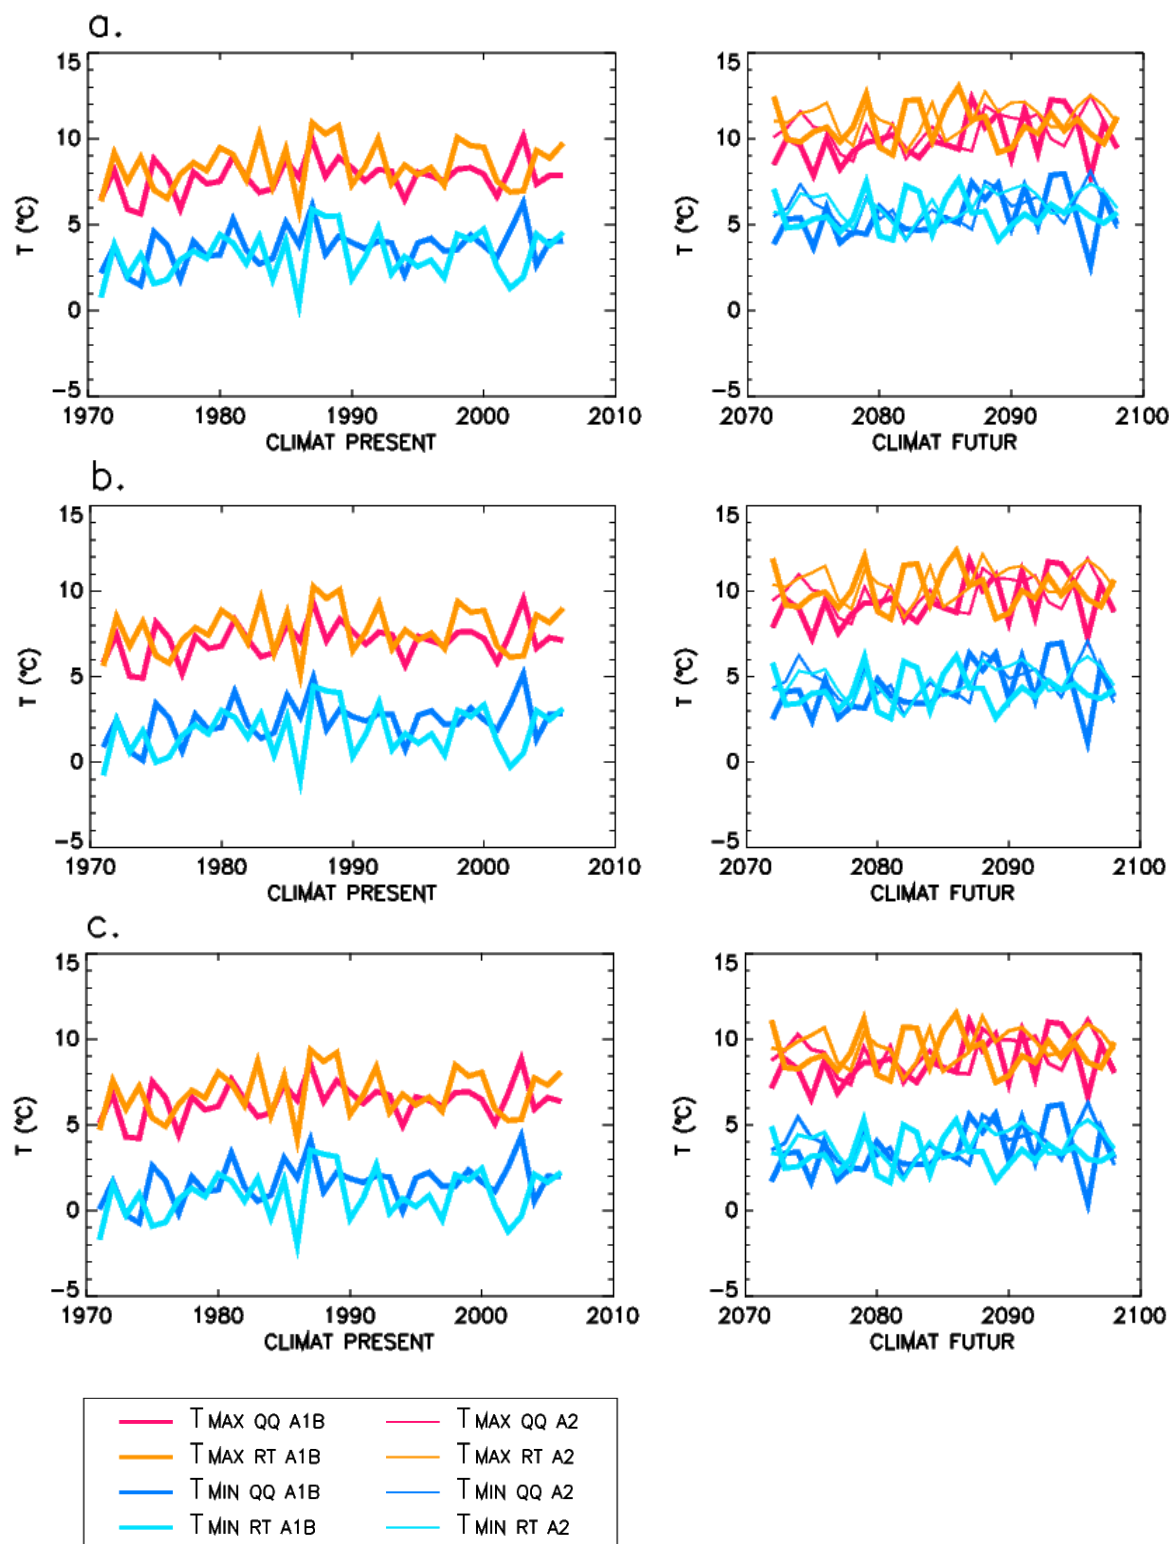 a.
15
10
5
0
-5
T (°C)
1970 1980 1990 2000 2010
CLIMAT PRESENT
15
10
5
0
-5
T (°C)
2070 2080 2090 2100
CLIMAT FUTUR
b.
15
10
5
0
-5
T (°C)
1970 1980 1990 2000 2010
CLIMAT PRESENT
15
10
5
0
-5
T (°C)
2070 2080 2090 2100
CLIMAT FUTUR
c.
15
10
5
0
-5
T (°C)
1970 1980 1990 2000 2010
CLIMAT PRESENT
15
10
5
0
-5
T (°C)
2070 2080 2090 2100
CLIMAT FUTUR
TMAX QQ A1B TMAX QQ A2
TMAX RT A1B TMAX RT A2
TMIN QQ A1B TMIN QQ A2
TMIN RT A1B TMIN RT A2